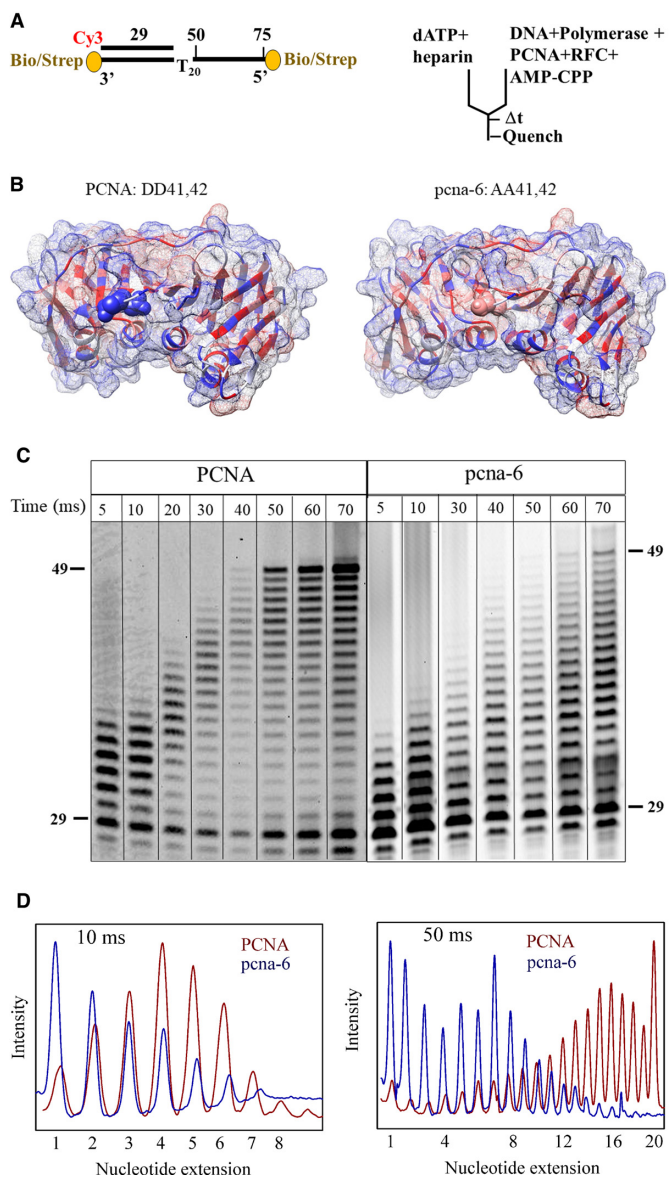 A
Cy3 29 50 75
Bio/Strep T20 Bio/Strep
3’ 5’
dATP+ DNA+Polymerase +
heparin PCNA+RFC+
AMP-CPP
Δt
Quench
B
PCNA: DD41,42 pcna-6: AA41,42
C
PCNA pcna-6
Time (ms) 5 10 20 30 40 50 60 70 5 10 30 40 50 60 70
49 49
29 29
D
10 ms
PCNA
pcna-6
Intensity
1 2 3 4 5 6 7 8
Nucleotide extension
50 ms
PCNA
pcna-6
Intensity
1 4 8 12 16 20
Nucleotide extension